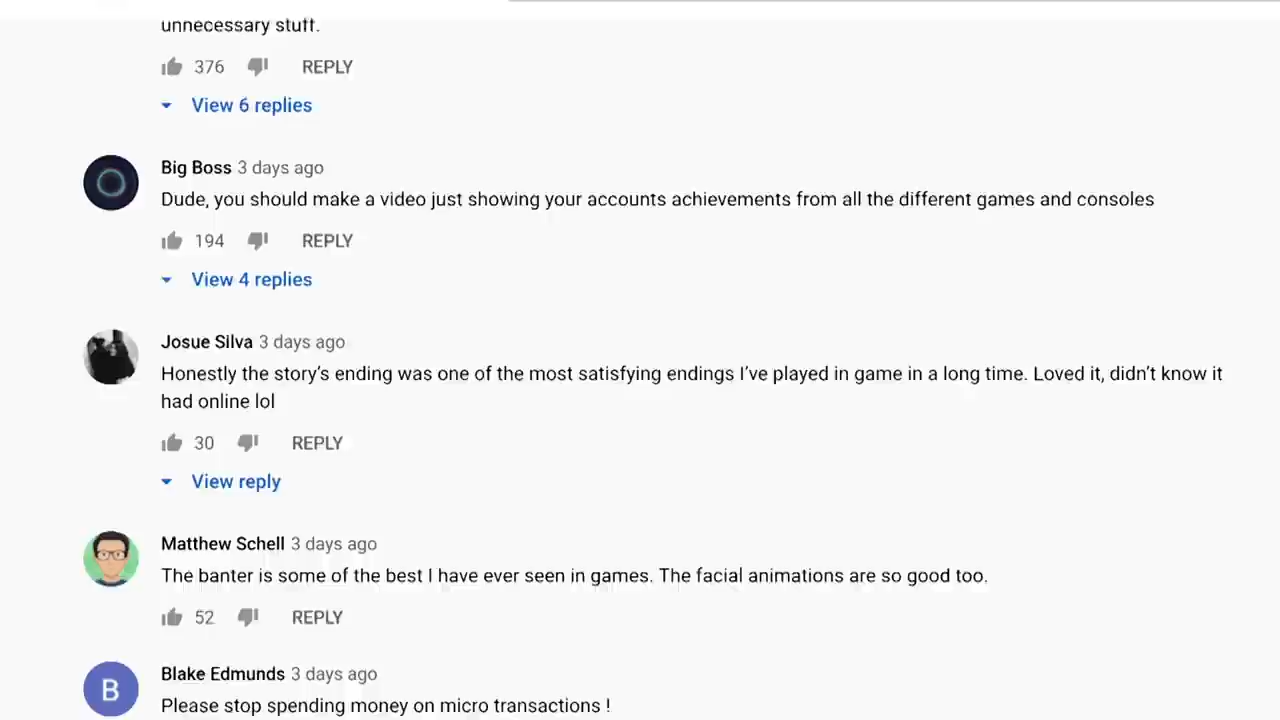 unnecessary stuff.
376 REPLY
View 6 replies
Big Boss 3 days ago
Dude, you should make a video just showing your accounts achievements from all the different games and consoles
194 REPLY
View 4 replies
Josue Silva 3 days ago
Honestly the story's ending was one of the most satisfying endings I've played in game in a long time. Loved it, didn't know it
had online lol
30 REPLY
View reply
Matthew Schell 3 days ago
The banter is some of the best I have ever seen in games. The facial animations are so good too.
52 REPLY
B
Blake Edmunds 3 days ago
Please stop spending money on micro transactions !